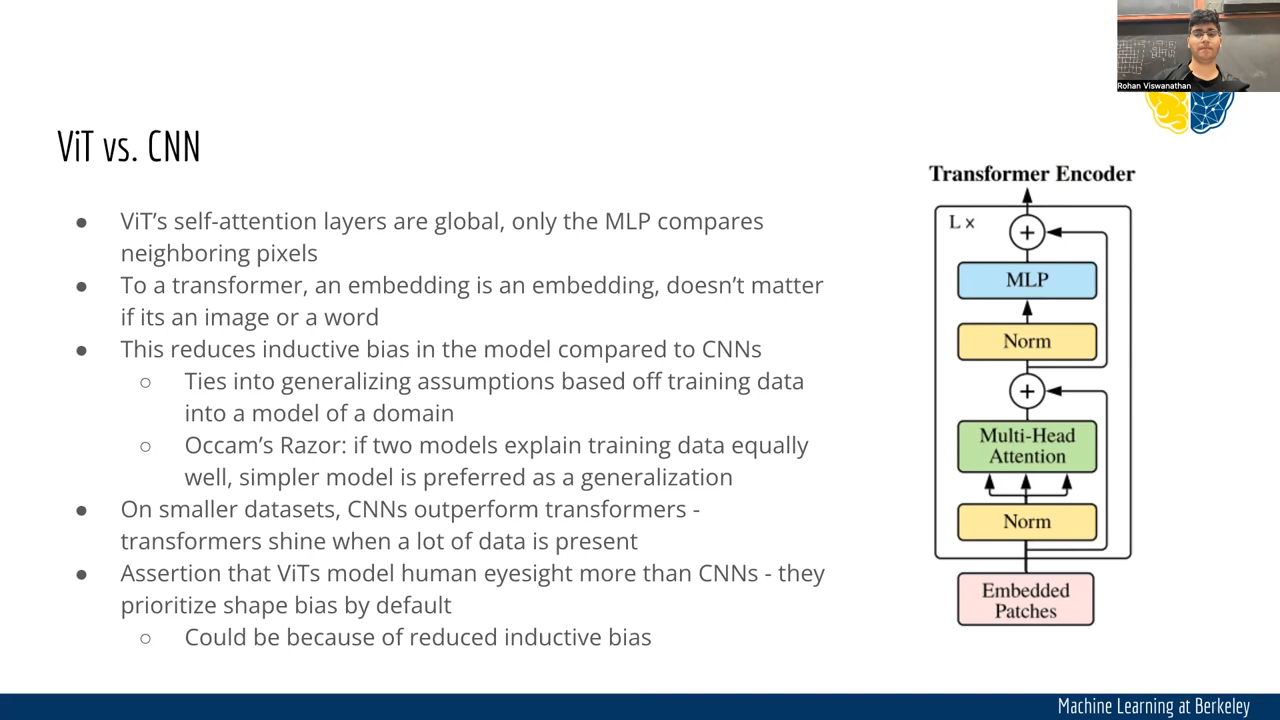 Rohan Viswanathan
ViT vs. CNN
● ViT’s self-attention layers are global, only the MLP compares
neighboring pixels
● To a transformer, an embedding is an embedding, doesn’t matter
if its an image or a word
● This reduces inductive bias in the model compared to CNNs
○ Ties into generalizing assumptions based off training data
into a model of a domain
○ Occam’s Razor: if two models explain training data equally
well, simpler model is preferred as a generalization
● On smaller datasets, CNNs outperform transformers -
transformers shine when a lot of data is present
● Assertion that ViTs model human eyesight more than CNNs - they
prioritize shape bias by default
○ Could be because of reduced inductive bias
Transformer Encoder
L x
+
MLP
Norm
+
Multi-Head
Attention
Norm
Embedded
Patches
Machine Learning at Berkeley